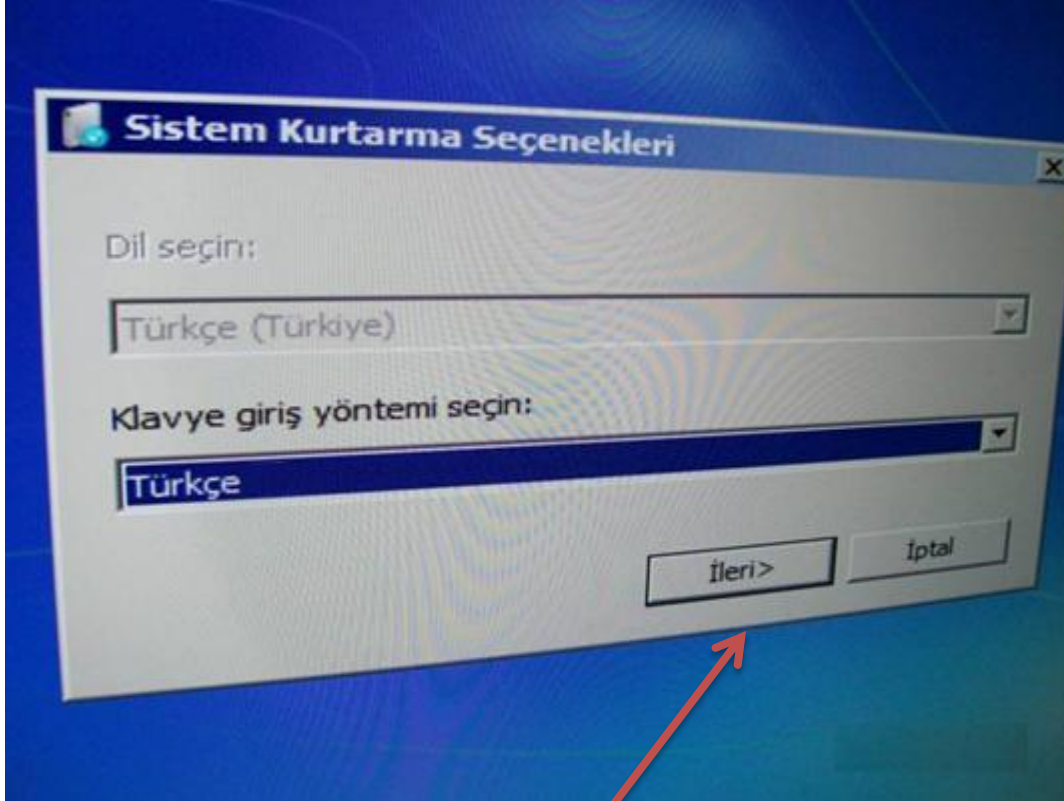 Sistem Kurtarma Seçenekleri
Dil seçin:
Türkçe (Türkiye)
Klavye giriş yöntemi seçin:
Türkçe
İleri>
İptal